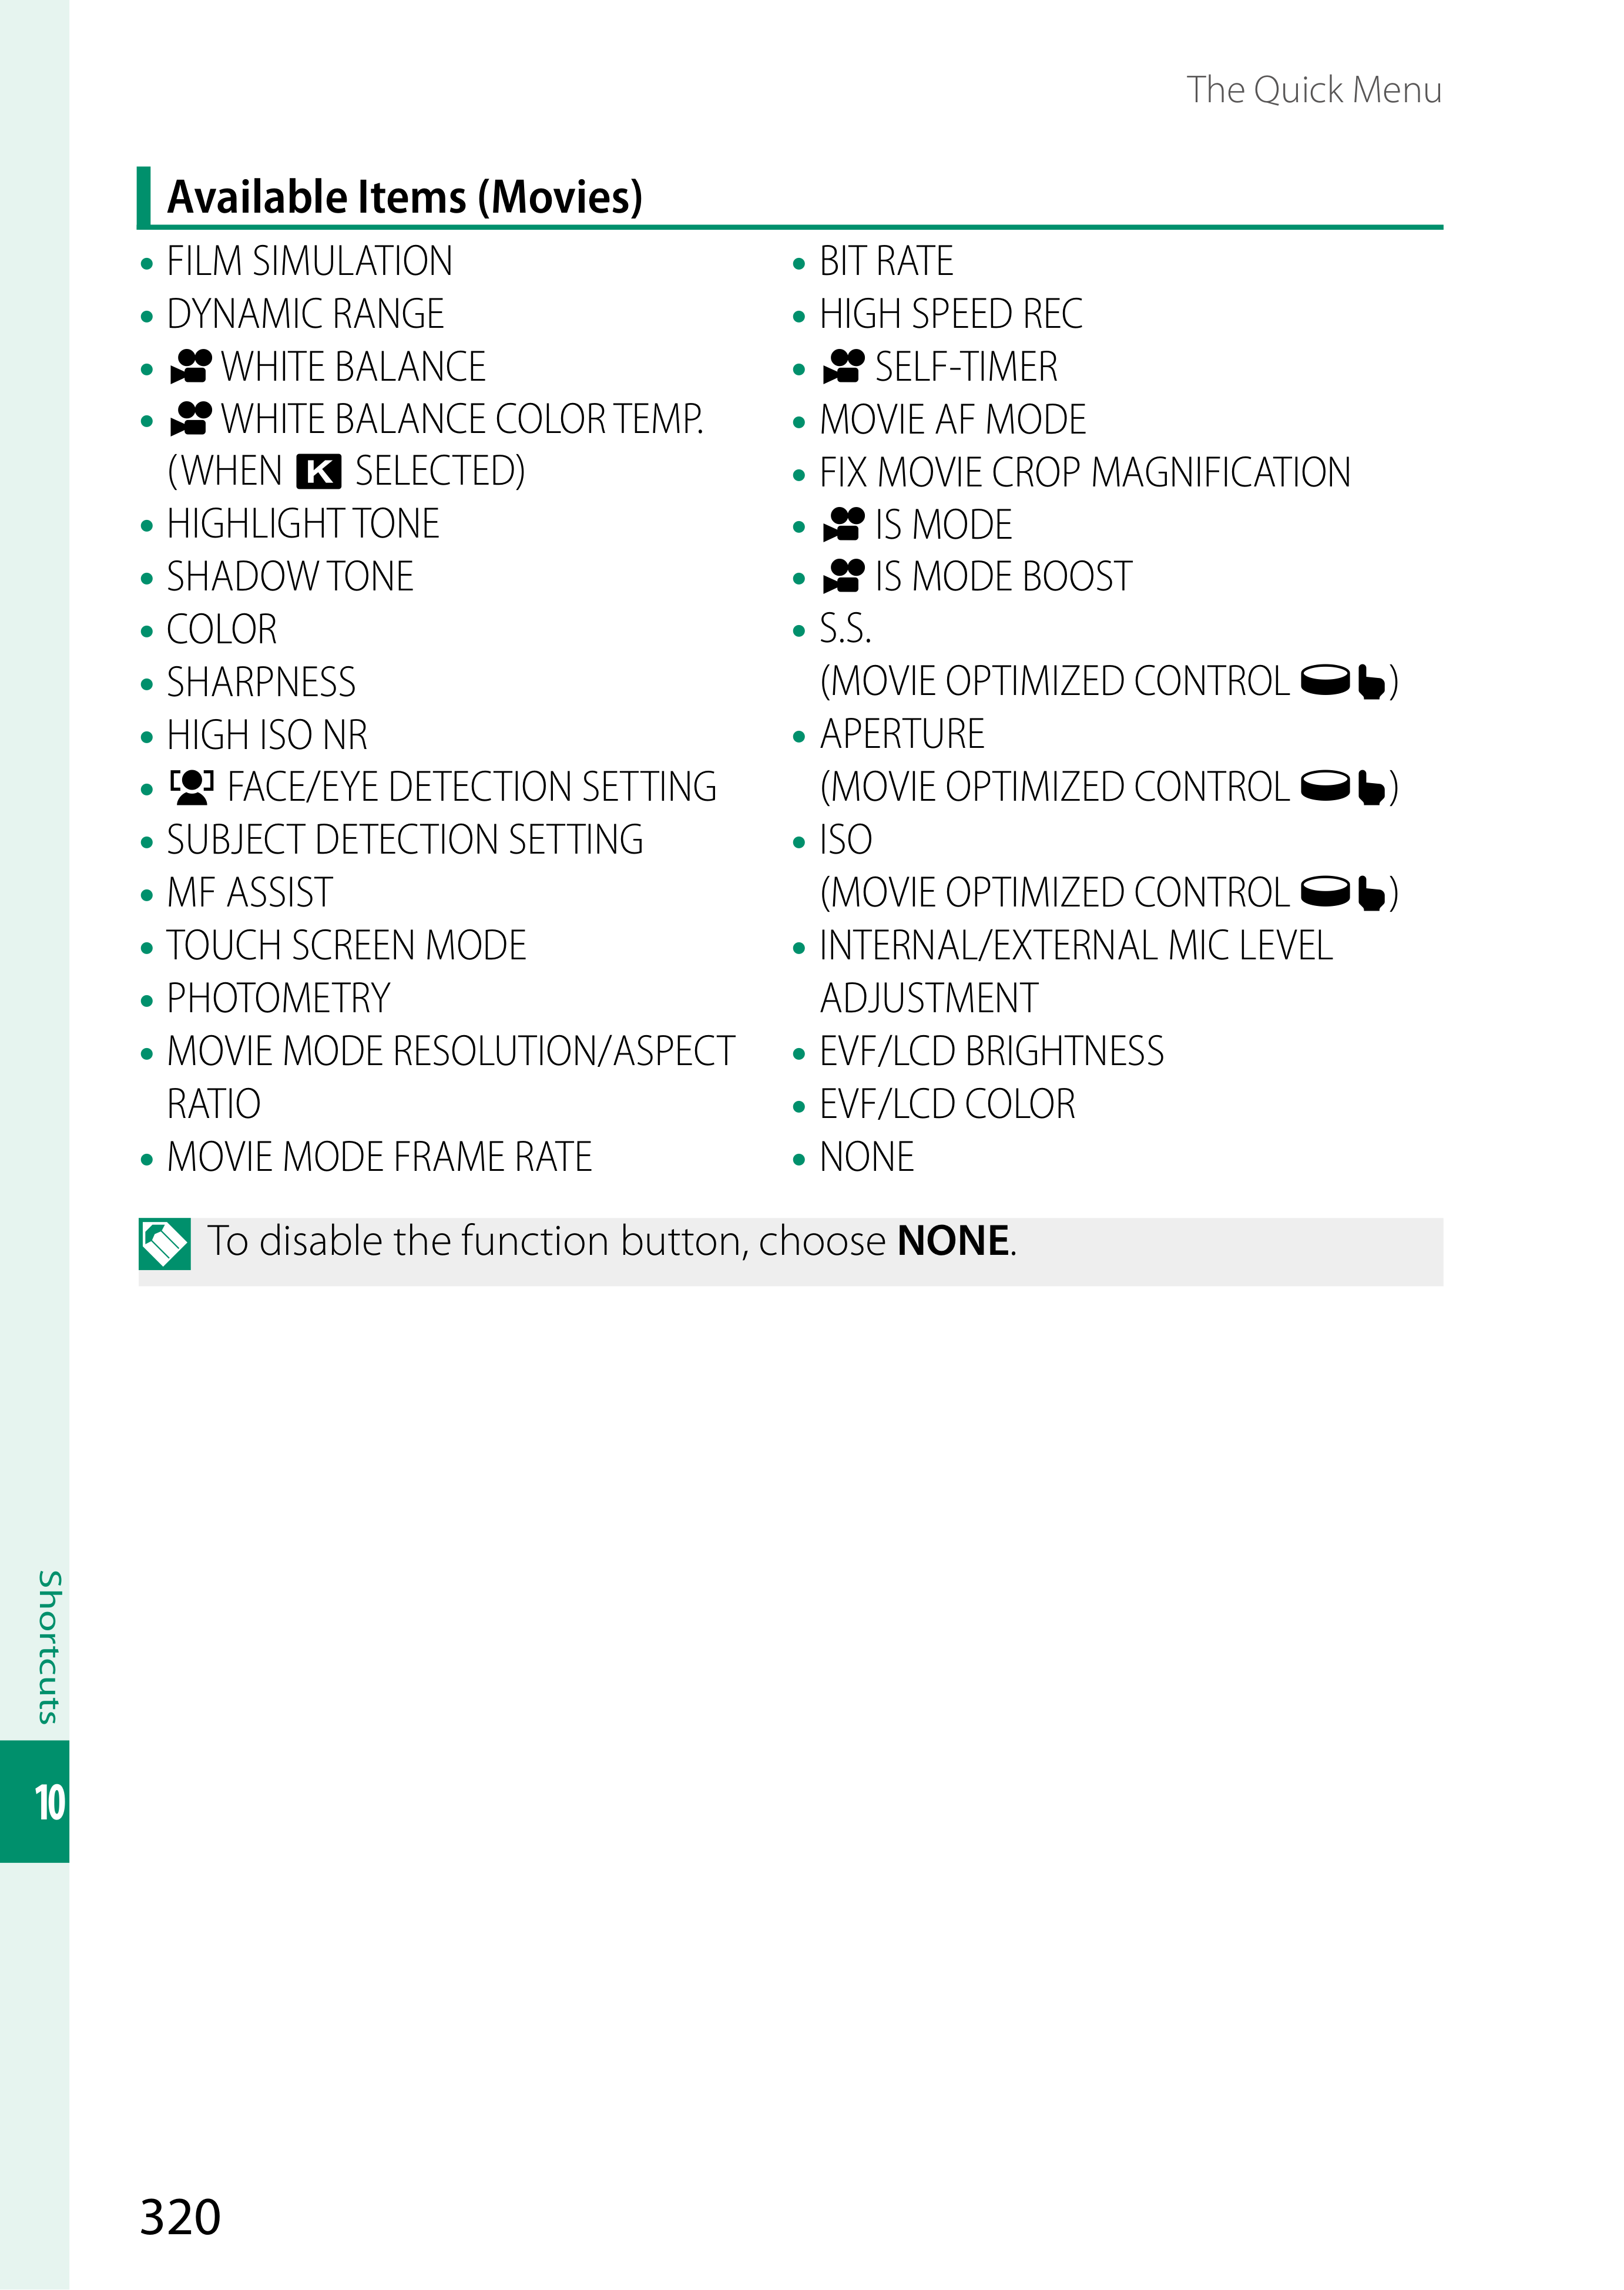 The Quick Menu
Available Items (Movies)
• FILM SIMULATION
• DYNAMIC RANGE
• WHITE BALANCE
• WHITE BALANCE COLOR TEMP.
(WHEN K SELECTED)
• HIGHLIGHT TONE
• SHADOW TONE
• COLOR
• SHARPNESS
• HIGH ISO NR
• FACE/EYE DETECTION SETTING
• SUBJECT DETECTION SETTING
• MF ASSIST
• TOUCH SCREEN MODE
• PHOTOMETRY
• MOVIE MODE RESOLUTION/ASPECT
RATIO
• MOVIE MODE FRAME RATE
• BIT RATE
• HIGH SPEED REC
• SELF-TIMER
• MOVIE AF MODE
• FIX MOVIE CROP MAGNIFICATION
• IS MODE
• IS MODE BOOST
• S.S.
(MOVIE OPTIMIZED CONTROL )
• APERTURE
(MOVIE OPTIMIZED CONTROL )
• ISO
(MOVIE OPTIMIZED CONTROL )
• INTERNAL/EXTERNAL MIC LEVEL
ADJUSTMENT
• EVF/LCD BRIGHTNESS
• EVF/LCD COLOR
• NONE
To disable the function button, choose NONE.
Shortcuts
10
320